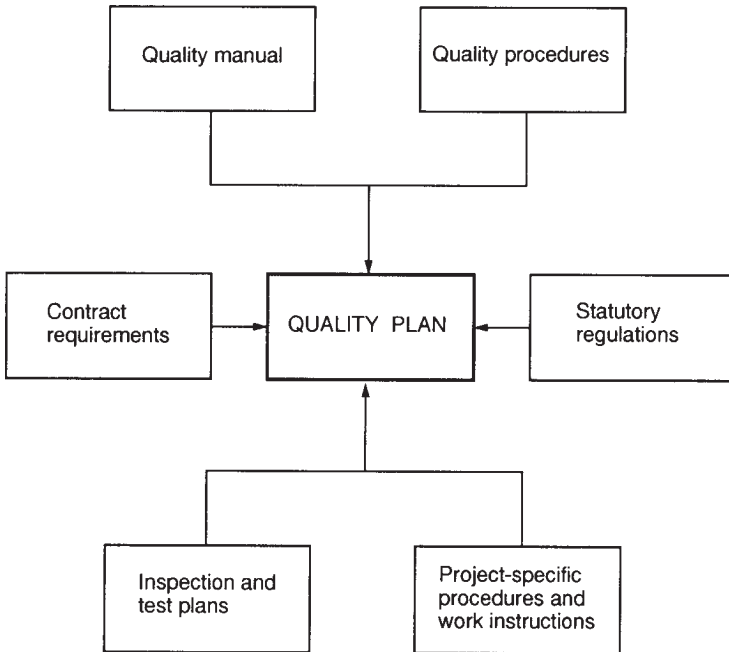 Quality manual
Quality procedures
Contract
requirements
QUALITY PLAN
Statutory
regulations
Inspection and
test plans
Project-specific
procedures and
work instructions